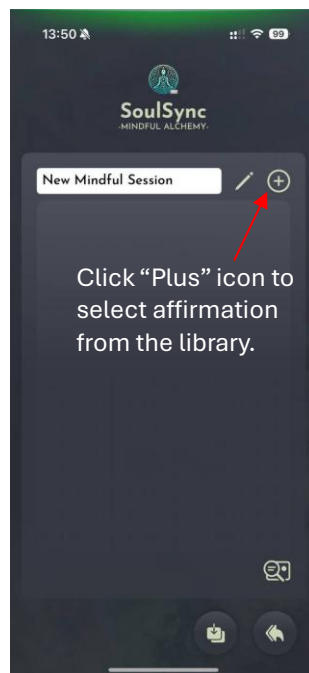 13:50
99
SoulSync
-MINDFUL ALCHEMY-
New Mindful Session
Click “Plus” icon to
select affirmation
from the library.